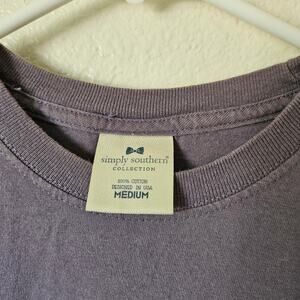 simply southern®
COLLECTION
100% COTTON
DESIGNED IN USA
MEDIUM